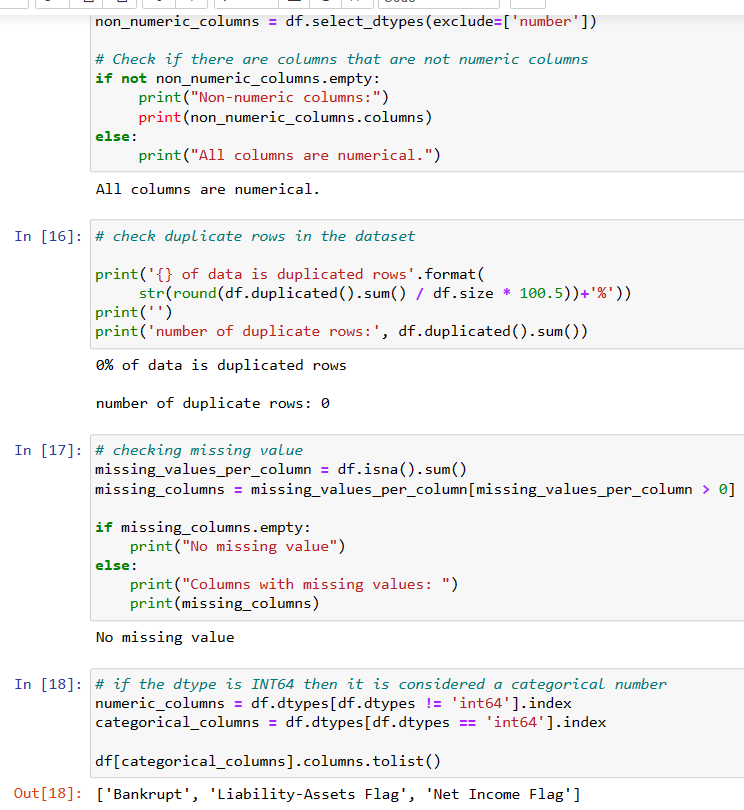 non_numeric_columns = df.select_dtypes(exclude=['number'])
# Check if there are columns that are not numeric columns
if not non_numeric_columns.empty:
     print("Non-numeric columns:")
     print(non_numeric_columns.columns)
else:
     print("All columns are numerical.")
All columns are numerical.
In [16]: # check duplicate rows in the dataset
print('{} of data is duplicated rows'.format(
     str(round(df.duplicated().sum() / df.size * 100.5))+'%'))
print('')
print('number of duplicate rows:', df.duplicated().sum())
0% of data is duplicated rows
number of duplicate rows: 0
In [17]: # checking missing value
missing_values_per_column = df.isna().sum()
missing_columns = missing_values_per_column[missing_values_per_column > 0]
if missing_columns.empty:
    print("No missing value")
else:
    print("Columns with missing values: ")
    print(missing_columns)
No missing value
In [18]: # if the dtype is INT64 then it is considered a categorical number
numeric_columns = df.dtypes[df.dtypes != 'int64'].index
categorical_columns = df.dtypes[df.dtypes == 'int64'].index
df[categorical_columns].columns.tolist()
Out[18]: ['Bankrupt', 'Liability-Assets Flag', 'Net Income Flag']